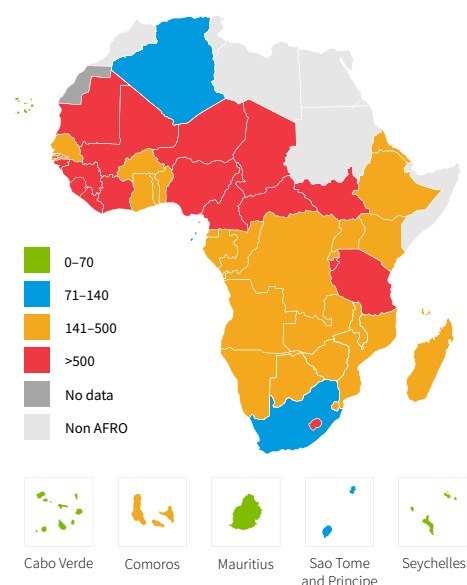 0–70
71–140
141–500
>500
No data
Non AFRO
Cabo Verde
Comoros
Mauritius
Sao Tome
and Principe
Seychelles